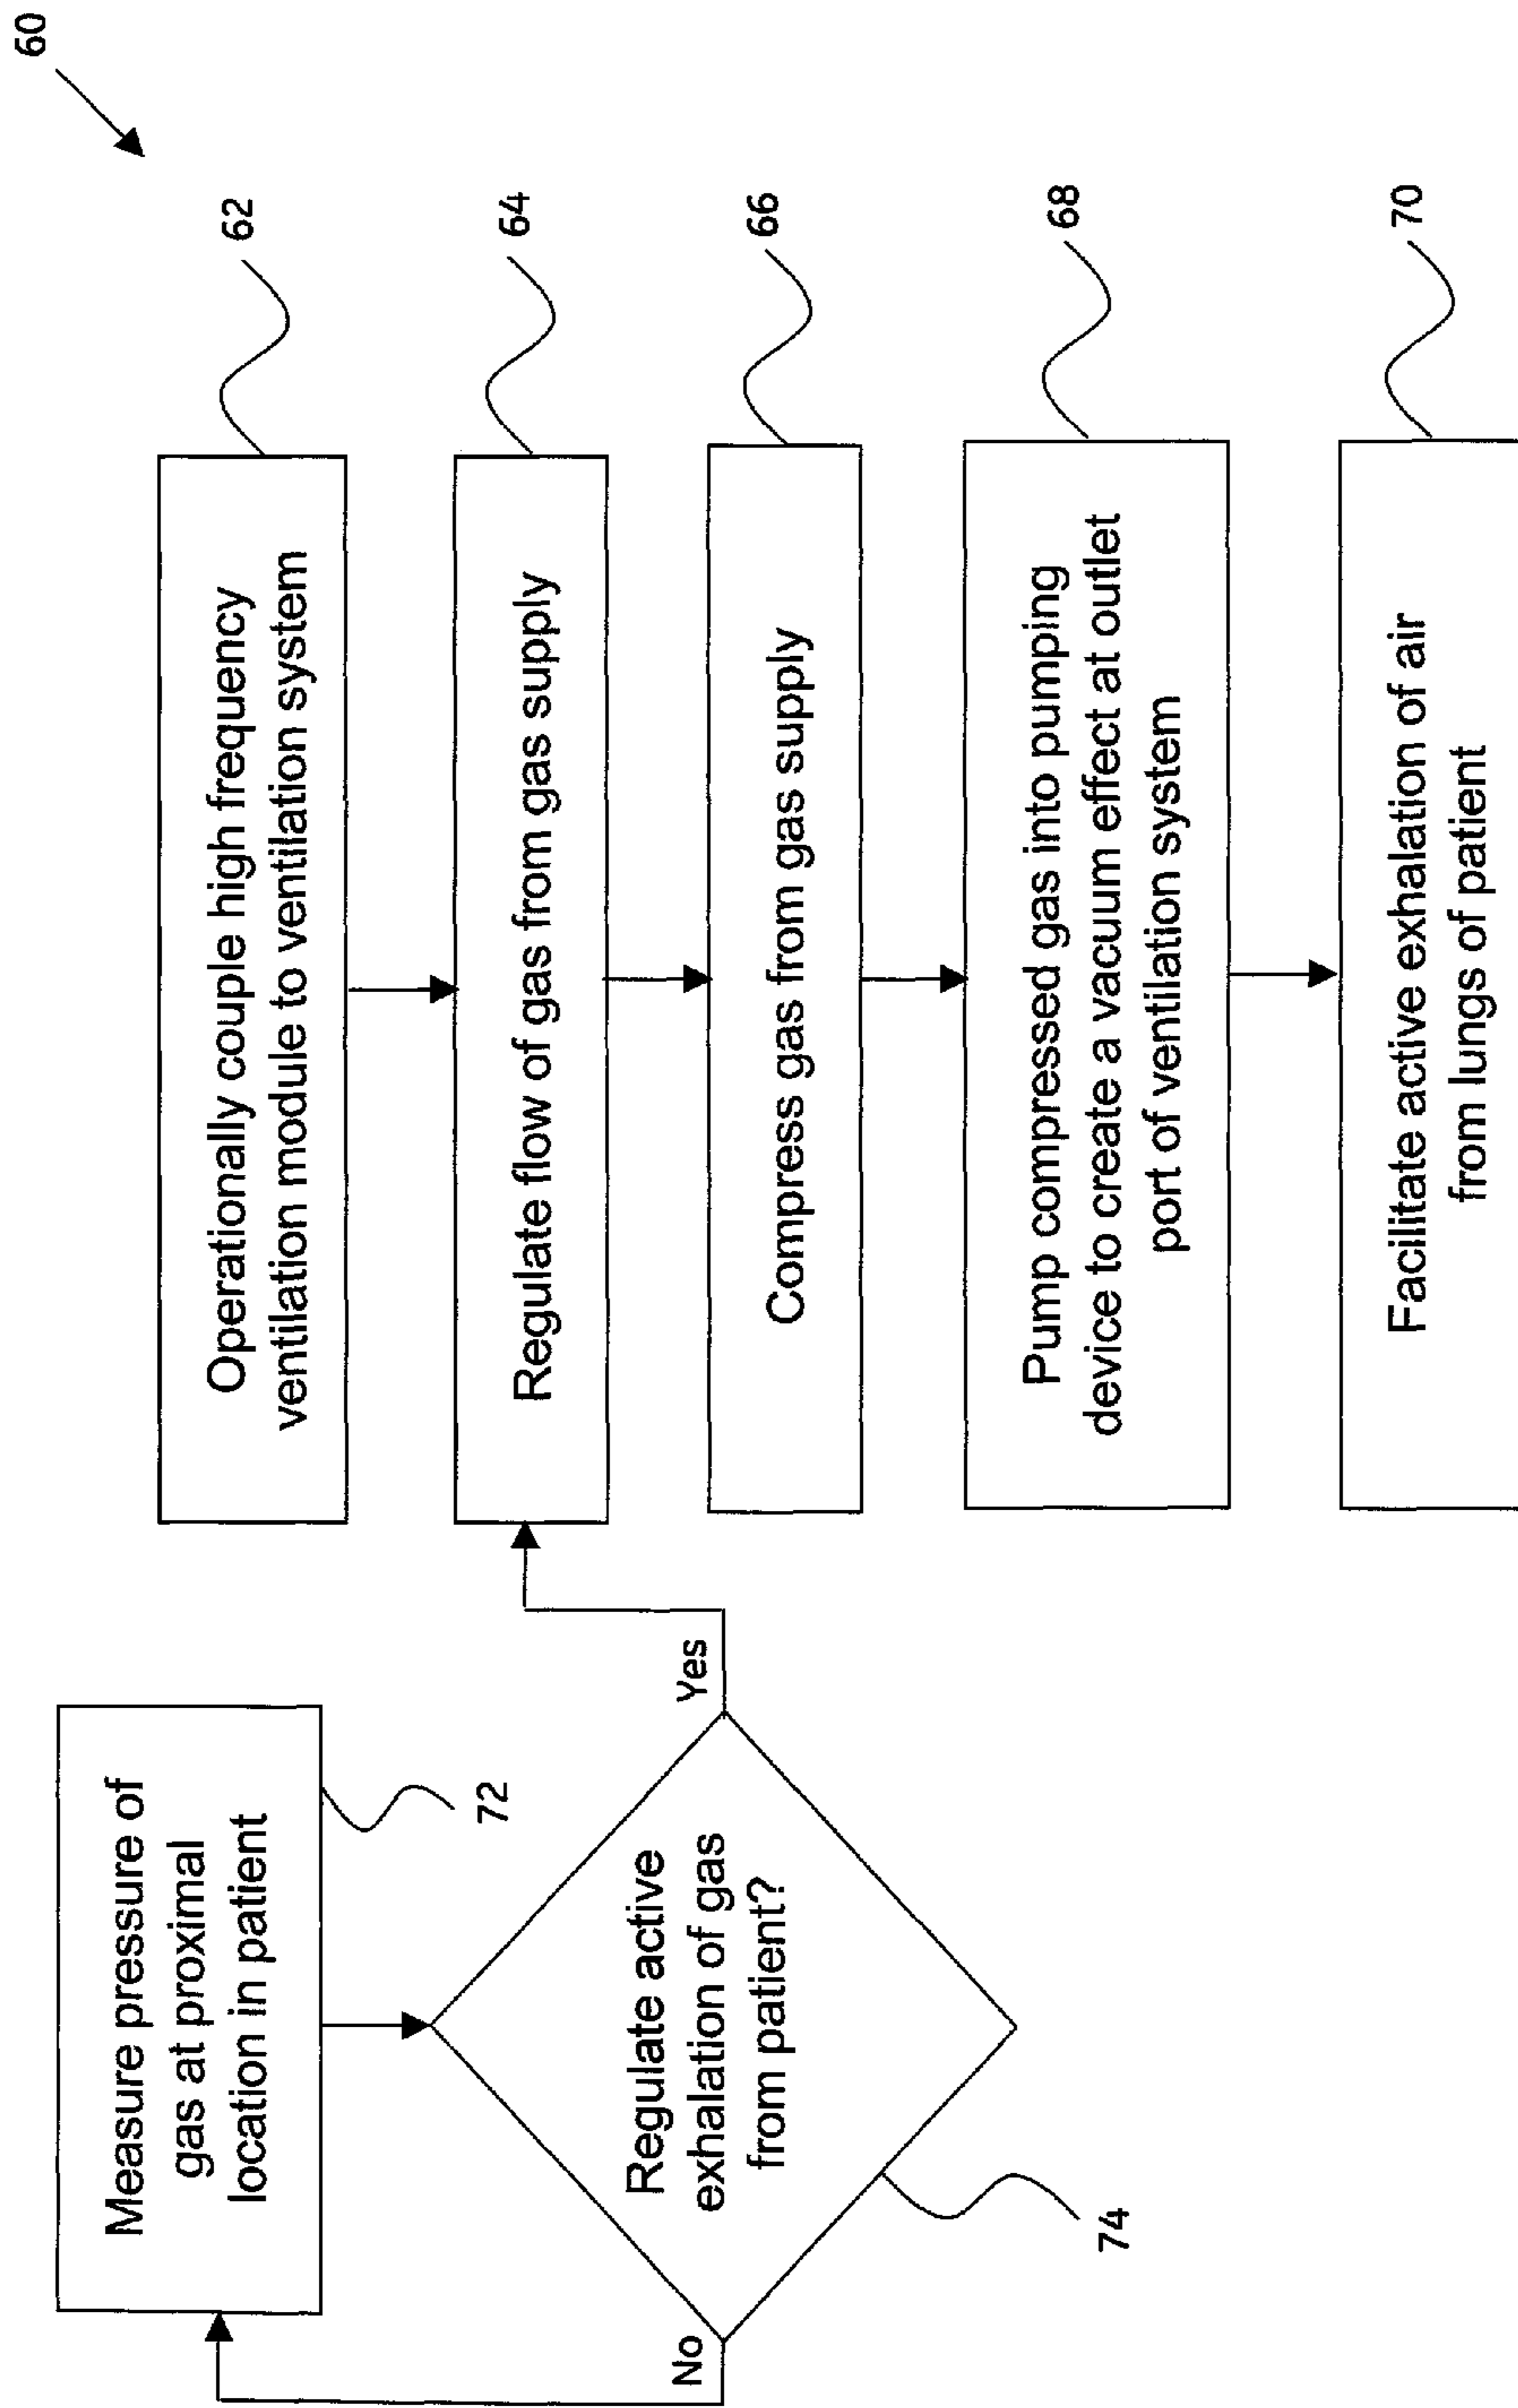 60
Operationally couple high frequency
ventilation module to ventilation system
62
Regulate flow of gas from gas supply
64
Compress gas from gas supply
66
Pump compressed gas into pumping
device to create a vacuum effect at outlet
port of ventilation system
68
Facilitate active exhalation of air
from lungs of patient
70
Measure pressure of
gas at proximal
location in patient
72
Regulate active
exhalation of gas
from patient?
Yes
No
74